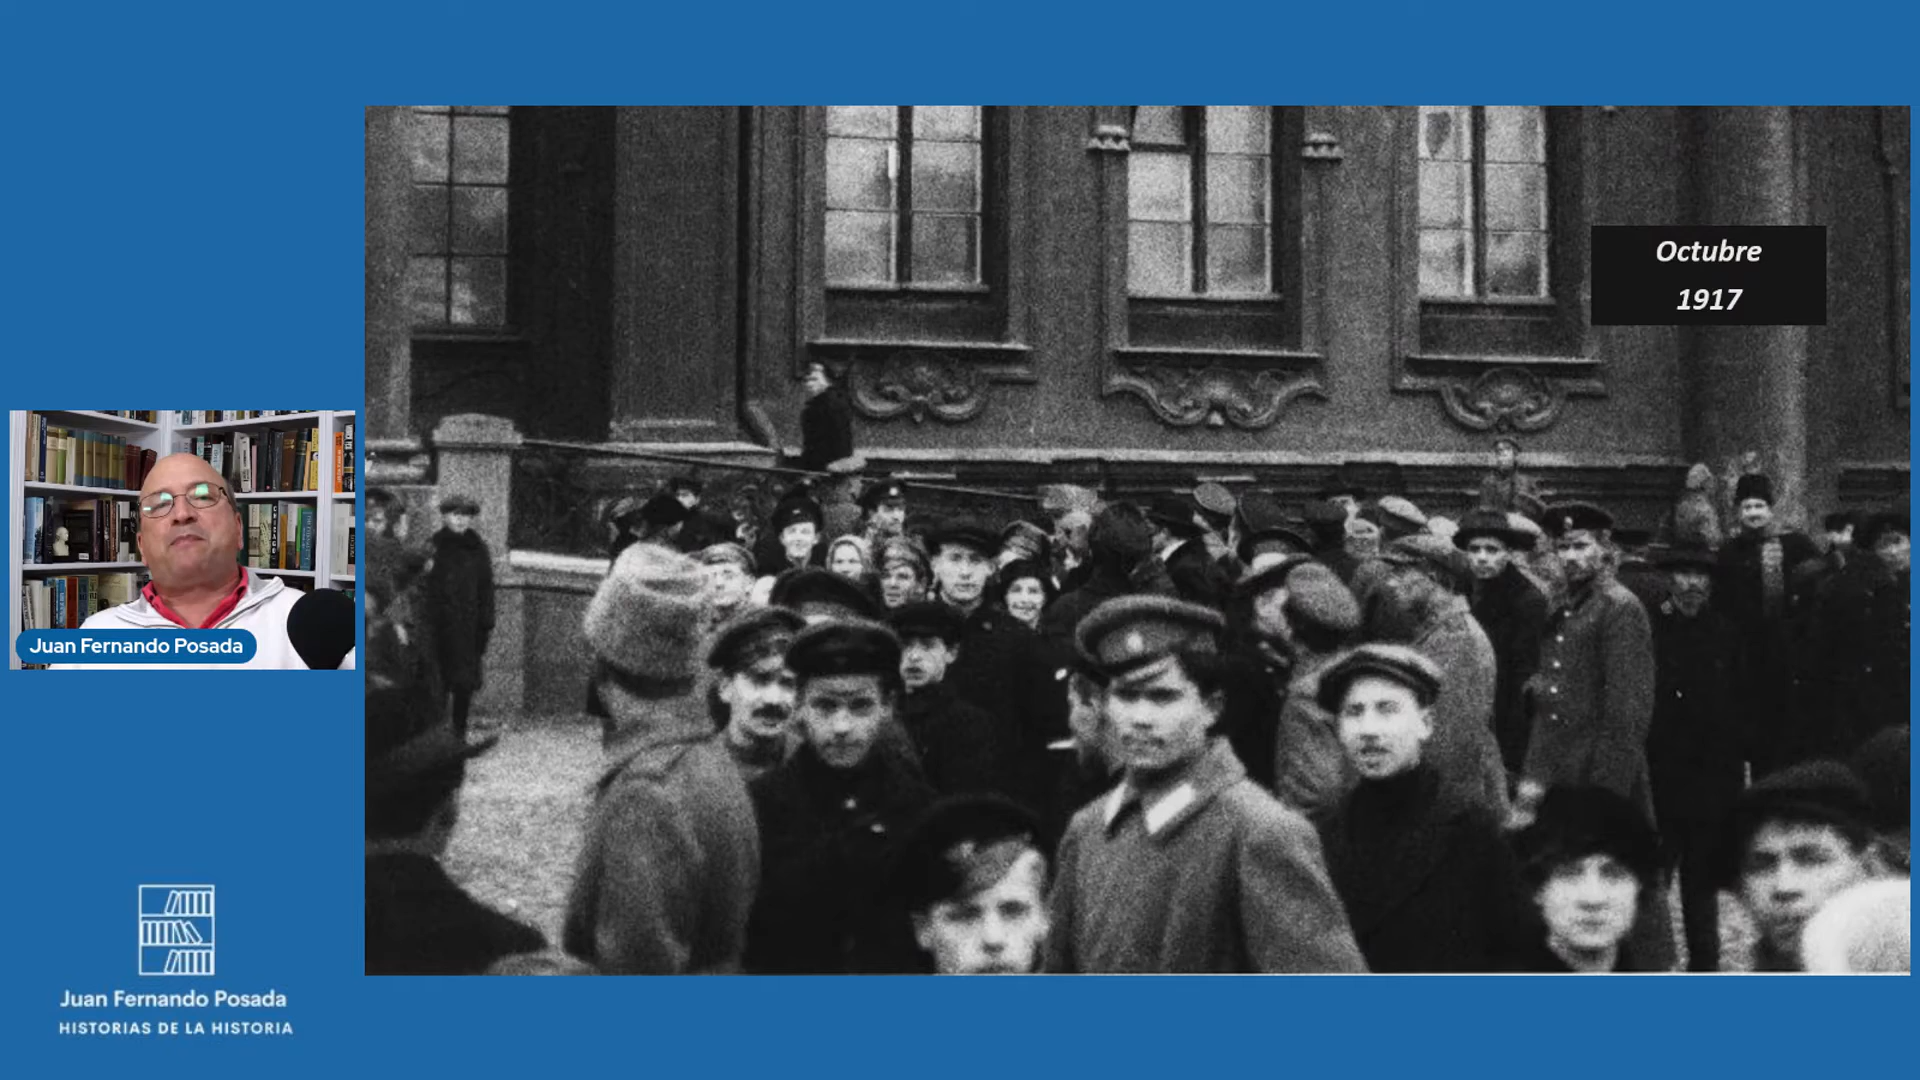 Octubre
1917
Juan Fernando Posada
Juan Fernando Posada
HISTORIAS DE LA HISTORIA